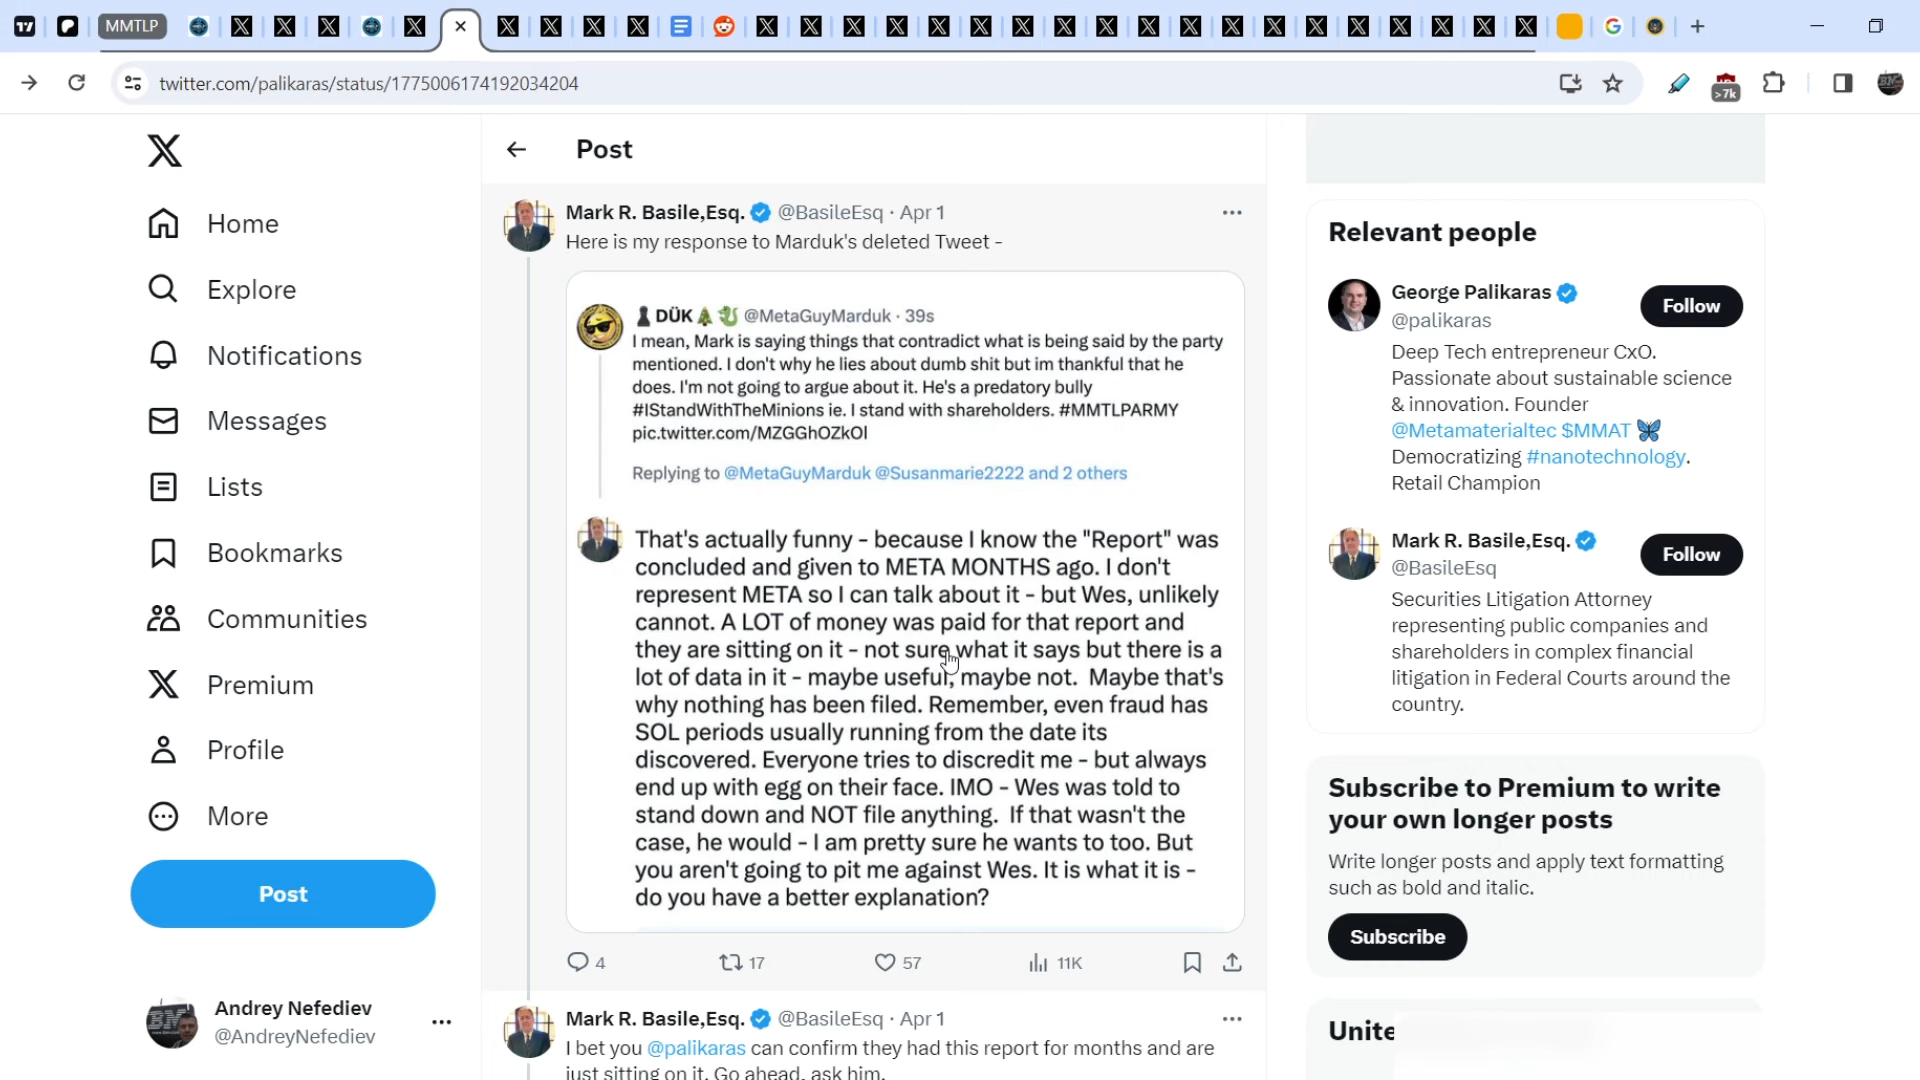 MMTLP
>7k
twitter.com/palikaras/status/1775006174192034204
Post
Home
Explore
Notifications
Messages
Lists
Bookmarks
Communities
Premium
Profile
More
Post
Andrey Nefediev
@AndreyNefediev
Mark R. Basile,Esq. @BasileEsq · Apr 1
Here is my response to Marduk's deleted Tweet -
DÜK @MetaGuyMarduk · 39s
I mean, Mark is saying things that contradict what is being said by the party
mentioned. I don't why he lies about dumb shit but im thankful that he
does. I'm not going to argue about it. He's a predatory bully
#IStandWithTheMinions ie. I stand with shareholders. #MMTLPARMY
pic.twitter.com/MZGGhOZkOl
Replying to @MetaGuyMarduk @Susanmarie2222 and 2 others
That's actually funny - because I know the "Report" was
concluded and given to META MONTHS ago. I don't
represent META so I can talk about it - but Wes, unlikely
cannot. A LOT of money was paid for that report and
they are sitting on it - not sure what it says but there is a
lot of data in it - maybe useful, maybe not. Maybe that's
why nothing has been filed. Remember, even fraud has
SOL periods usually running from the date its
discovered. Everyone tries to discredit me - but always
end up with egg on their face. IMO - Wes was told to
stand down and NOT file anything. If that wasn't the
case, he would - I am pretty sure he wants to too. But
you aren't going to pit me against Wes. It is what it is -
do you have a better explanation?
4 17 57 11K
Mark R. Basile,Esq. @BasileEsq · Apr 1
I bet you @palikaras can confirm they had this report for months and are
just sitting on it. Go ahead, ask him.
Relevant people
George Palikaras
@palikaras
Follow
Deep Tech entrepreneur CxO.
Passionate about sustainable science
& innovation. Founder
@Metamaterialtec $MMAT
Democratizing #nanotechnology.
Retail Champion
Mark R. Basile,Esq.
@BasileEsq
Follow
Securities Litigation Attorney
representing public companies and
shareholders in complex financial
litigation in Federal Courts around the
country.
Subscribe to Premium to write
your own longer posts
Write longer posts and apply text formatting
such as bold and italic.
Subscribe
Unite